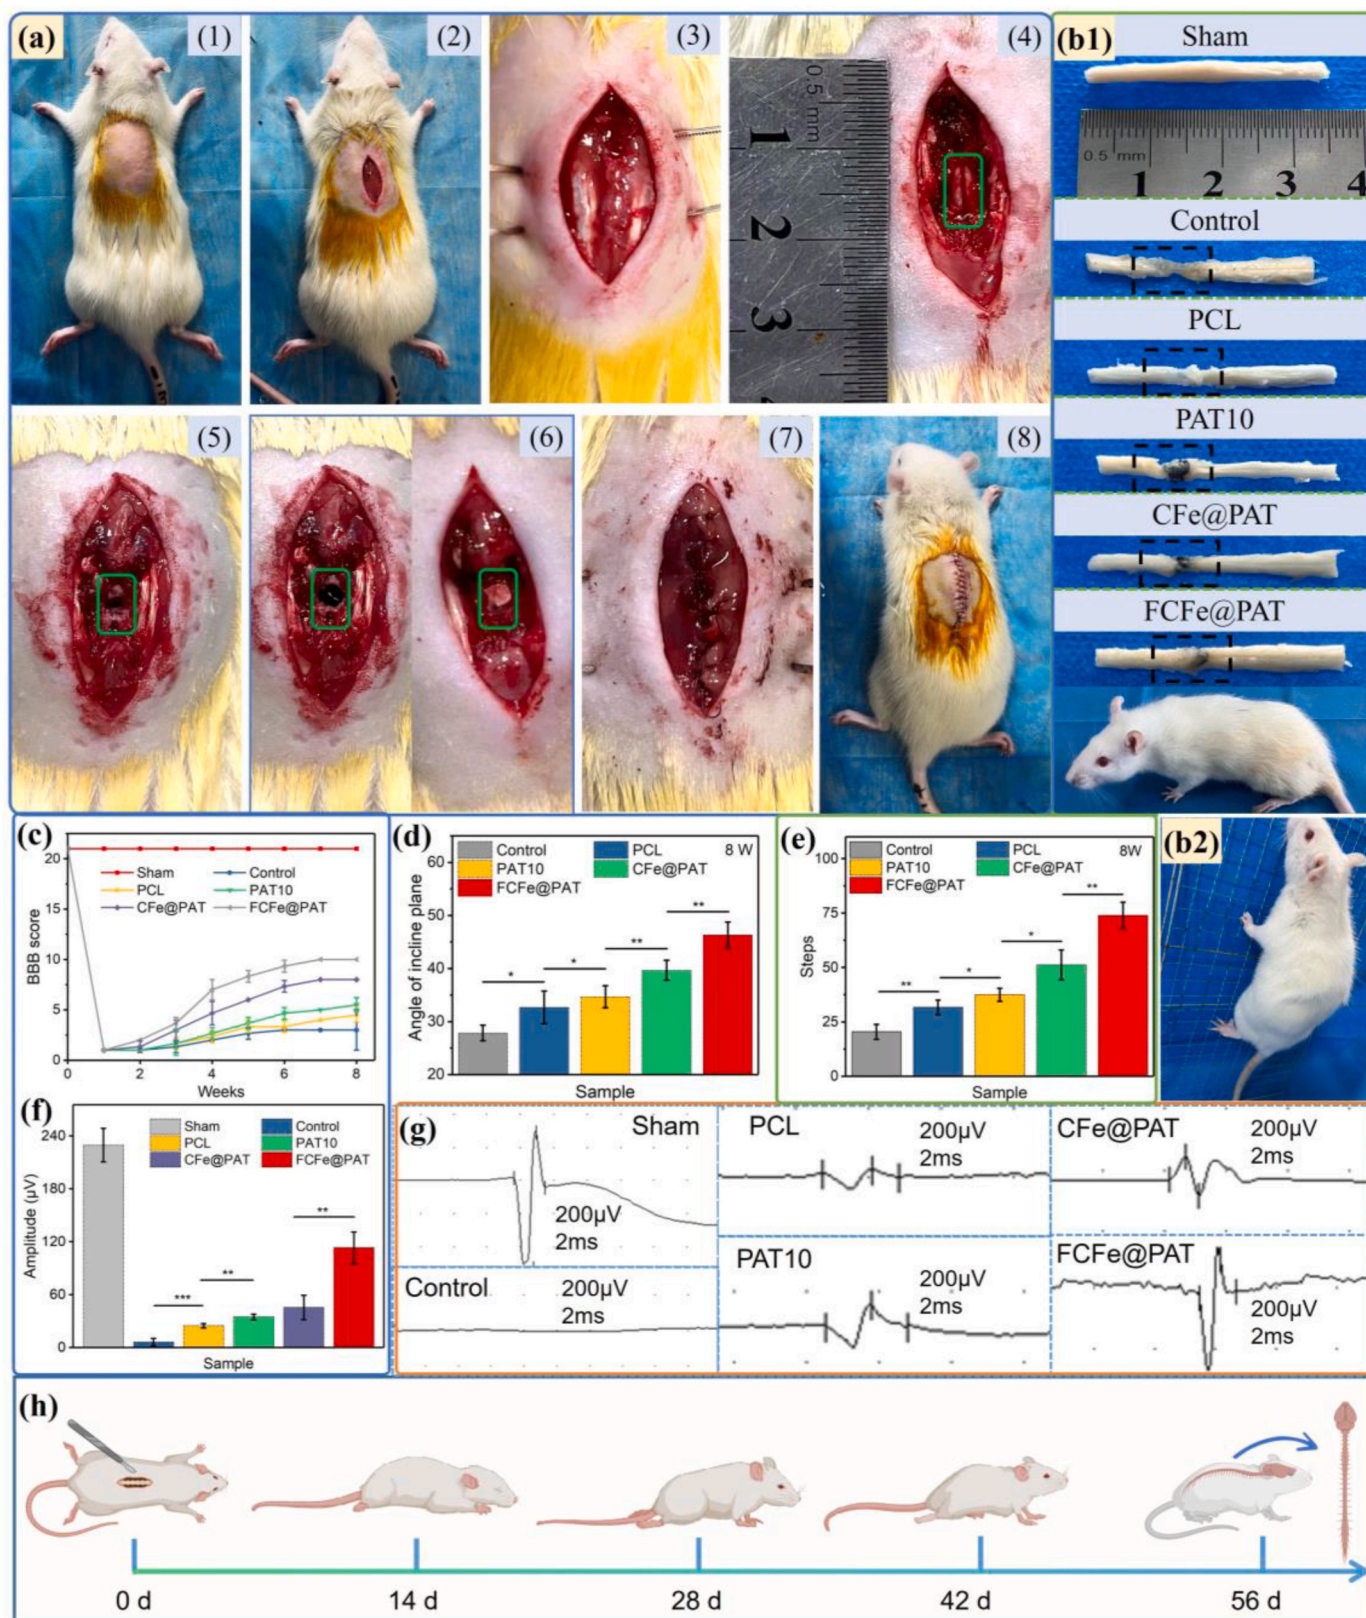 (a)
(1)
(2)
(3)
(4)
0.5 mm
1
2
3
(5)
(6)
(7)
(8)
(b1)
Sham
0.5 mm
1 2 3 4
Control
PCL
PAT10
CFe@PAT
FCFe@PAT
(b2)
(c)
BBB score
20
15
10
5
0
Sham
Control
PCL
PAT10
CFe@PAT
FCFe@PAT
0 2 4 6 8
Weeks
(d)
Angle of incline plane
60
50
40
30
20
Control
PCL
8 W
PAT10
CFe@PAT
FCFe@PAT
*
*
**
**
Sample
(e)
Steps
100
75
50
25
0
Control
PCL
8W
PAT10
CFe@PAT
FCFe@PAT
**
*
*
**
Sample
(f)
Amplitude (μV)
240
180
120
60
0
Sham
Control
PCL
PAT10
CFe@PAT
FCFe@PAT
***
**
**
Sample
(g)
Sham
200μV
2ms
Control
200μV
2ms
PCL
200μV
2ms
PAT10
200μV
2ms
CFe@PAT
200μV
2ms
FCFe@PAT
200μV
2ms
(h)
0 d
14 d
28 d
42 d
56 d